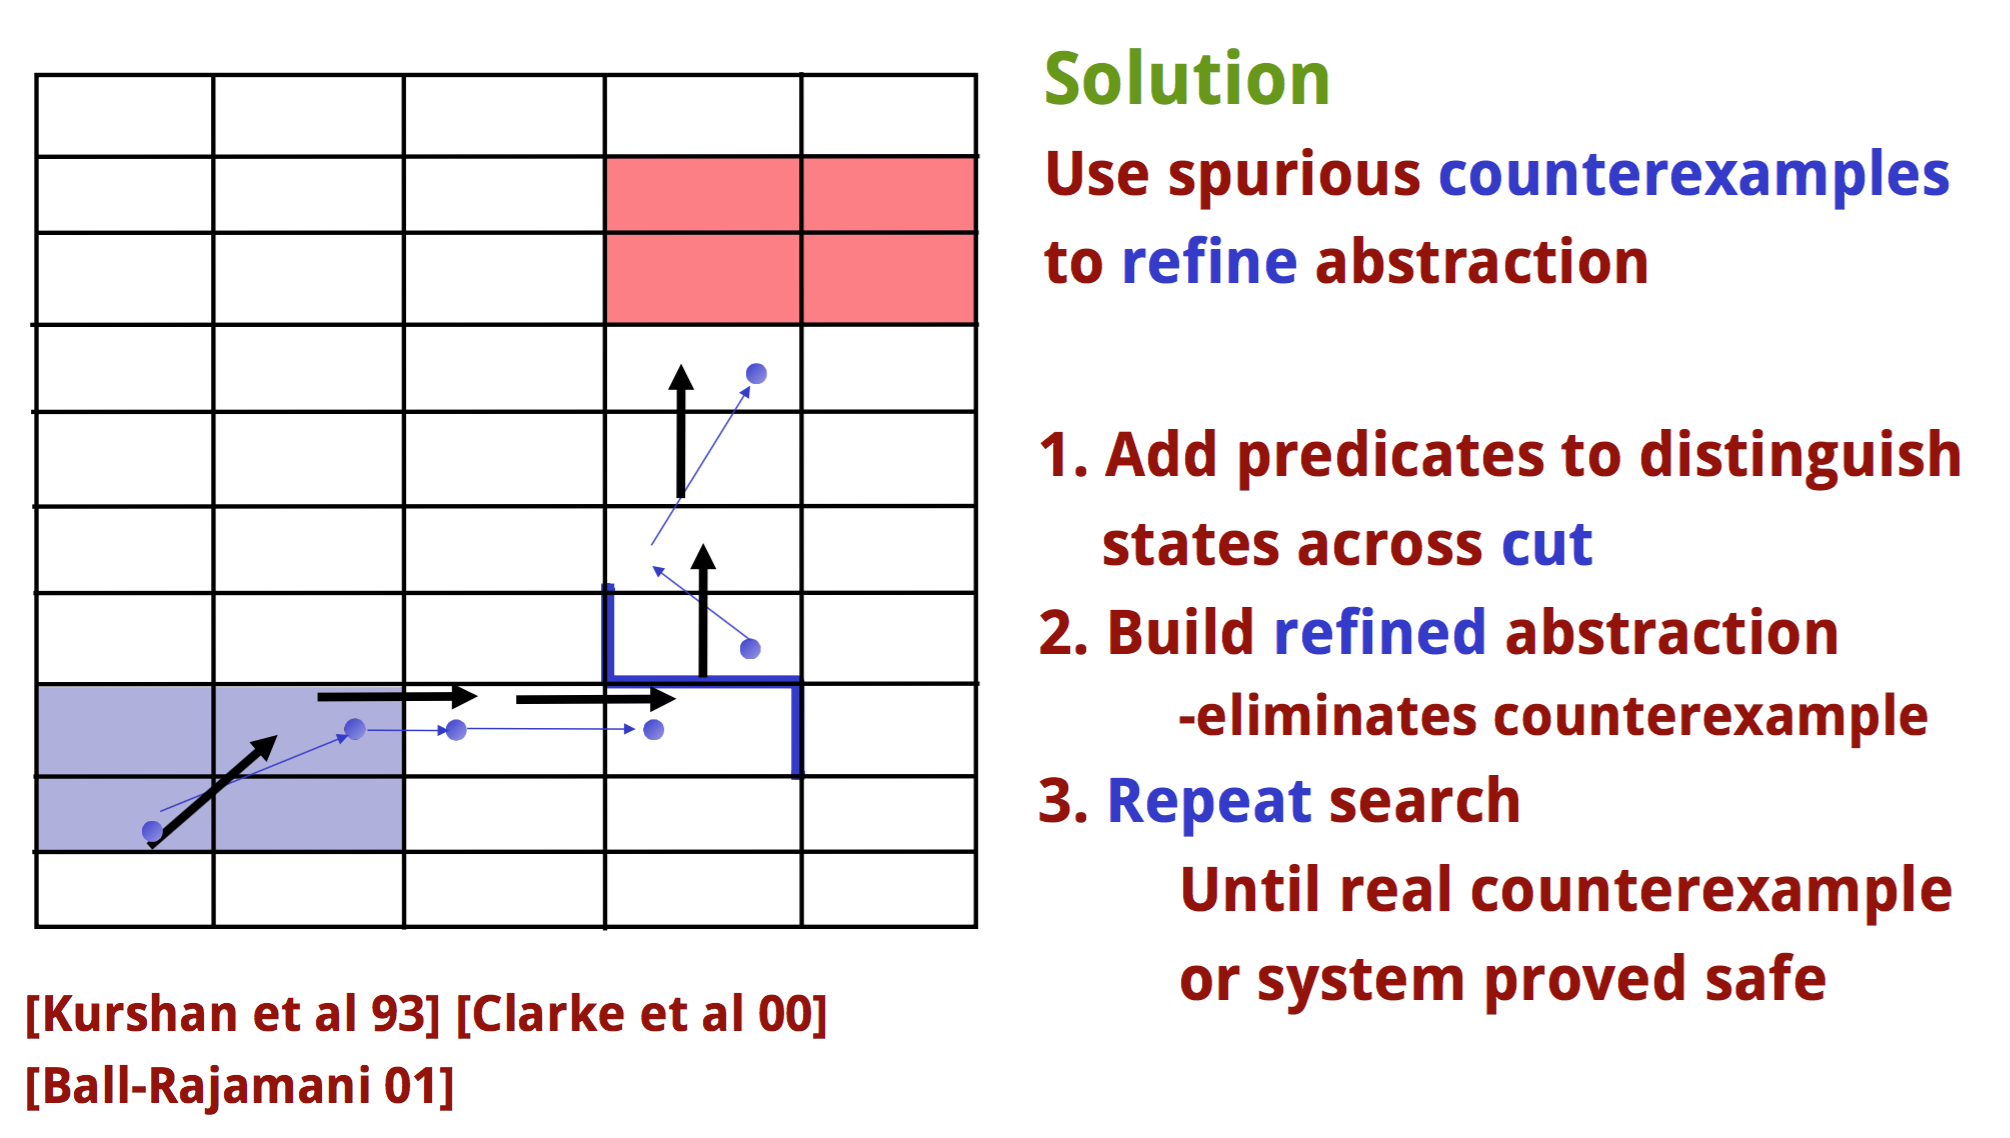 Solution
Use spurious counterexamples
to refine abstraction
1. Add predicates to distinguish
states across cut
2. Build refined abstraction
-eliminates counterexample
3. Repeat search
Until real counterexample
or system proved safe
[Kurshan et al 93] [Clarke et al 00]
[Ball-Rajamani 01]